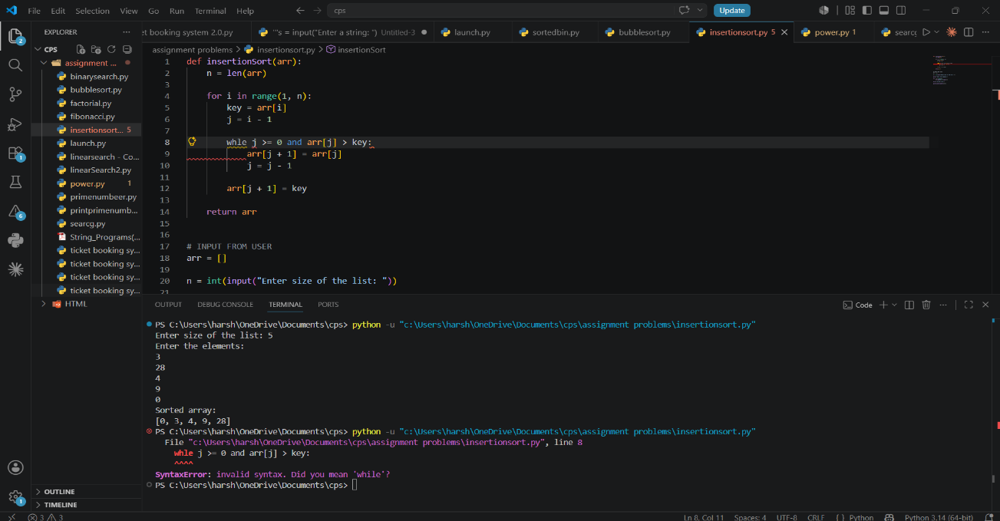 File Edit Selection View Go Run Terminal Help
cps
Update
EXPLORER
et booking system 2.0.py
"'s = input("Enter a string: ") Untitled-3
launch.py
sortedbin.py
bubblesort.py
insertionsort.py 5
power.py 1
searc
CPS
assignment ...
binarysearch.py
bubblesort.py
factorial.py
fibonacci.py
insertionsort... 5
launch.py
linearsearch - Co...
linearSearch2.py
power.py 1
primenumbeer.py
printprimenumb...
searcg.py
String_Programs(...
ticket booking sy...
ticket booking sy...
ticket booking sy...
ticket booking sy...
HTML
OUTLINE
TIMELINE
2
1
6
1
assignment problems > insertionsort.py > insertionSort
1 def insertionSort(arr):
2 n = len(arr)
3
4 for i in range(1, n):
5 key = arr[i]
6 j = i - 1
7
8 whle j >= 0 and arr[j] > key:
9 arr[j + 1] = arr[j]
10 j = j - 1
11
12 arr[j + 1] = key
13
14 return arr
15
16
17 # INPUT FROM USER
18 arr = []
19
20 n = int(input("Enter size of the list: "))
21
OUTPUT DEBUG CONSOLE TERMINAL PORTS
Code
PS C:\Users\harsh\OneDrive\Documents\cps> python -u "c:\Users\harsh\OneDrive\Documents\cps\assignment problems\insertionsort.py"
Enter size of the list: 5
Enter the elements:
3
28
4
9
0
Sorted array:
[0, 3, 4, 9, 28]
PS C:\Users\harsh\OneDrive\Documents\cps> python -u "c:\Users\harsh\OneDrive\Documents\cps\assignment problems\insertionsort.py"
File "c:\Users\harsh\OneDrive\Documents\cps\assignment problems\insertionsort.py", line 8
whle j >= 0 and arr[j] > key:
^^^^
SyntaxError: invalid syntax. Did you mean 'while'?
PS C:\Users\harsh\OneDrive\Documents\cps>
3 3
Ln 8, Col 11 Spaces: 4 UTF-8 CRLF { } Python Python 3.14 (64-bit)